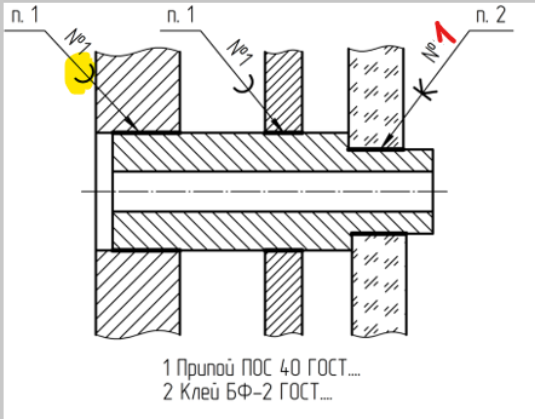 п. 1
п. 1
п. 2
№1
№1
№1
1 Припой ПОС 40 ГОСТ....
2 Клей БФ-2 ГОСТ....